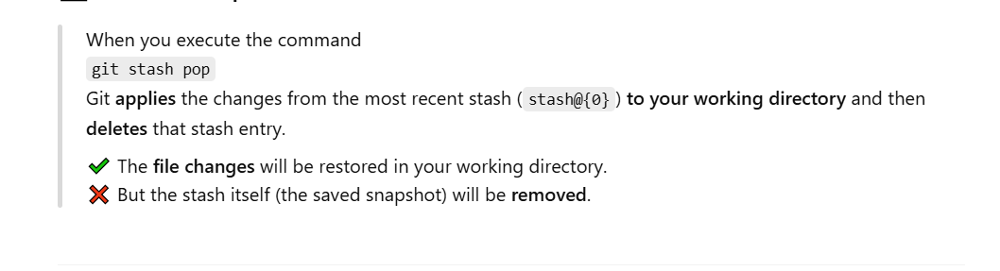 When you execute the command
git stash pop
Git applies the changes from the most recent stash ( stash@{0} ) to your working directory and then
deletes that stash entry.
✔ The file changes will be restored in your working directory.
❌ But the stash itself (the saved snapshot) will be removed.